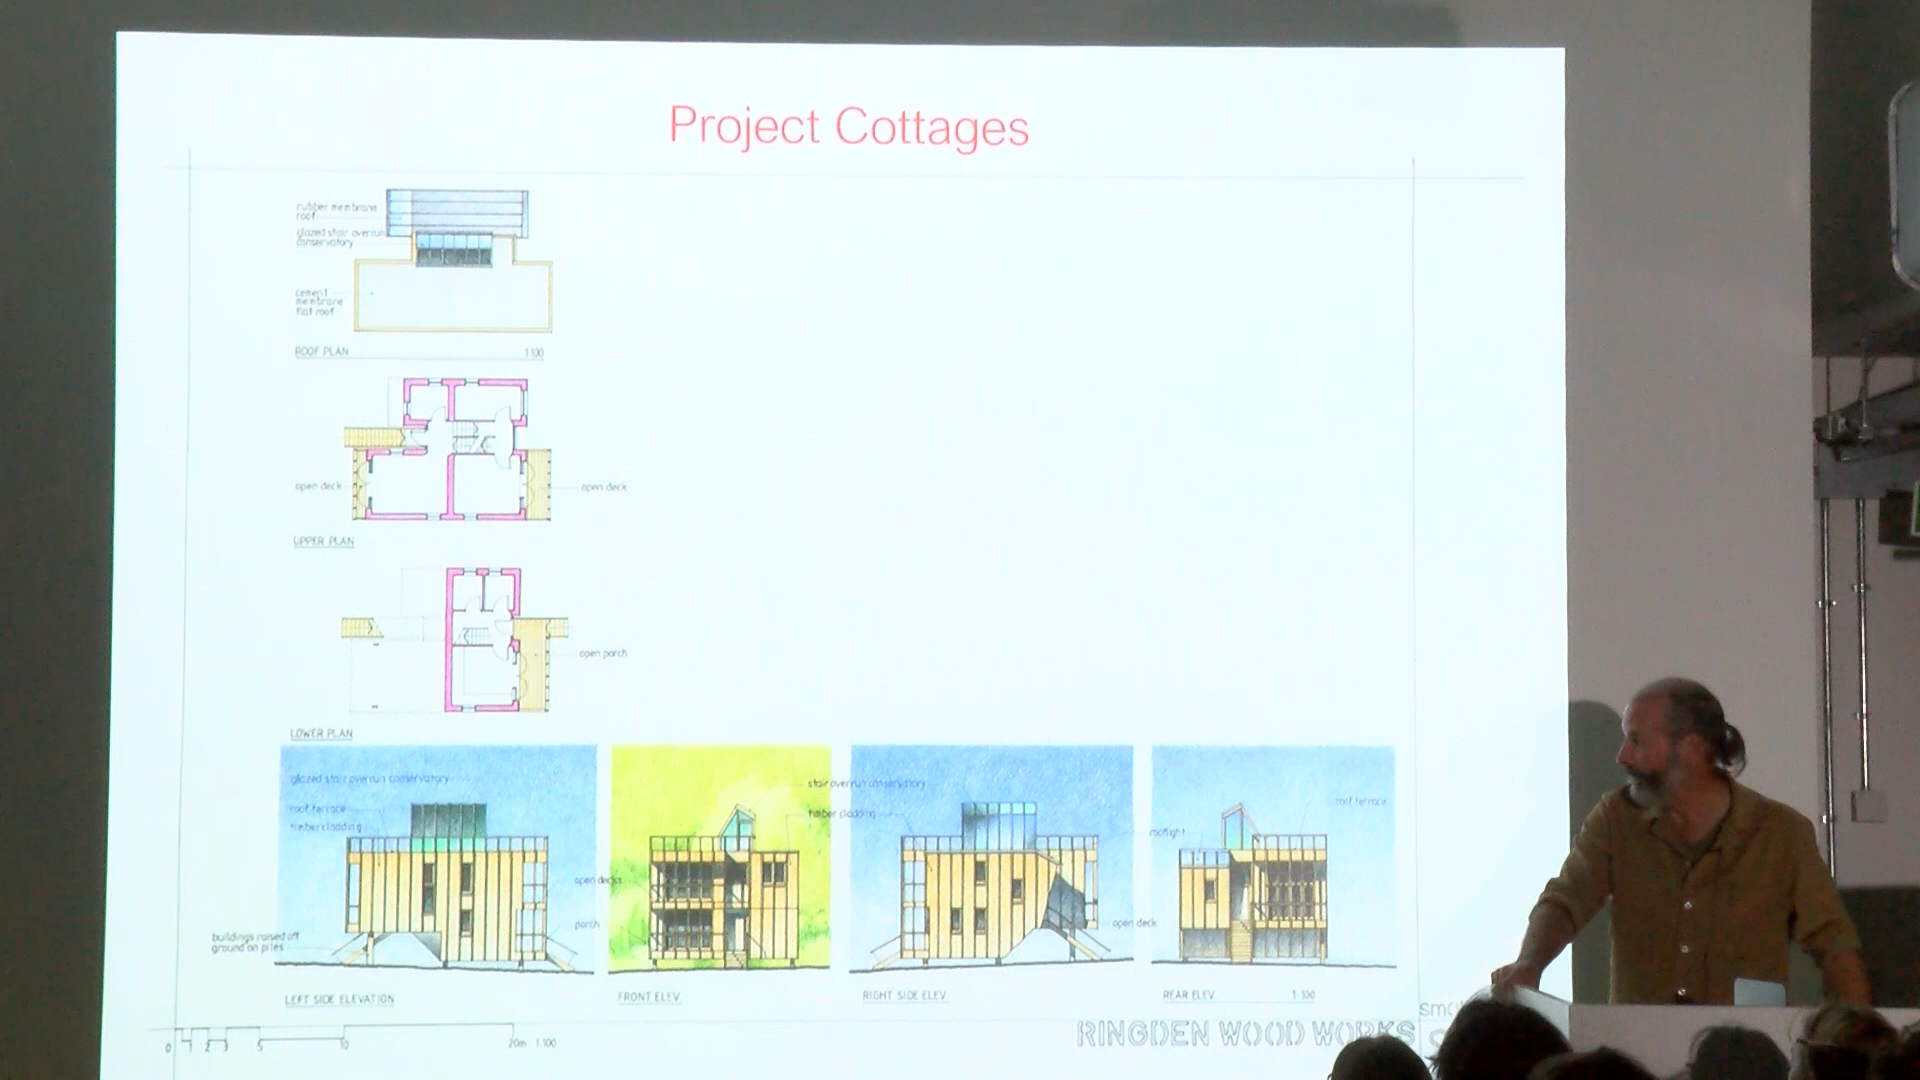 Project Cottages
rubber membrane
roof
glazed stair overrun
conservatory
cement
membrane
flat roof
ROOF PLAN 1:100
open deck
open deck
UPPER PLAN
open porch
LOWER PLAN
glazed stair overrun conservatory
roof terrace
timber cladding
open decks
porch
buildings raised off
ground on piles
stair overrun conservatory
timber cladding
open deck
rooflight
roof terrace
LEFT SIDE ELEVATION
FRONT ELEV.
RIGHT SIDE ELEV.
REAR ELEV 1:100
0 1 2 3 5 10 20m 1:100
RINGDEN WOOD WORKS